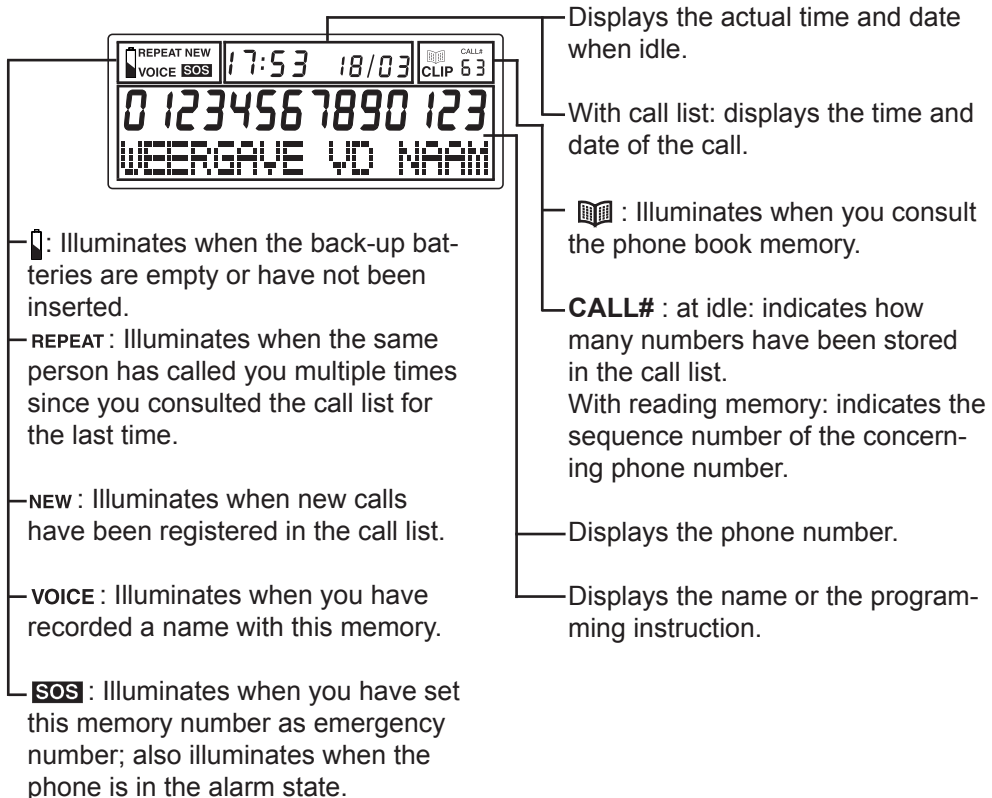 REPEAT NEW
VOICE SOS
17:53 18/03
CLIP
CALL#
63
01234567890123
WEERGAVE VD NAAM
: Illuminates when the back-up bat-
teries are empty or have not been
inserted.
REPEAT : Illuminates when the same
person has called you multiple times
since you consulted the call list for
the last time.
NEW : Illuminates when new calls
have been registered in the call list.
VOICE : Illuminates when you have
recorded a name with this memory.
SOS : Illuminates when you have set
this memory number as emergency
number; also illuminates when the
phone is in the alarm state.
Displays the actual time and date
when idle.
With call list: displays the time and
date of the call.
: Illuminates when you consult
the phone book memory.
CALL# : at idle: indicates how
many numbers have been stored
in the call list.
With reading memory: indicates the
sequence number of the concern-
ing phone number.
Displays the phone number.
Displays the name or the program-
ming instruction.